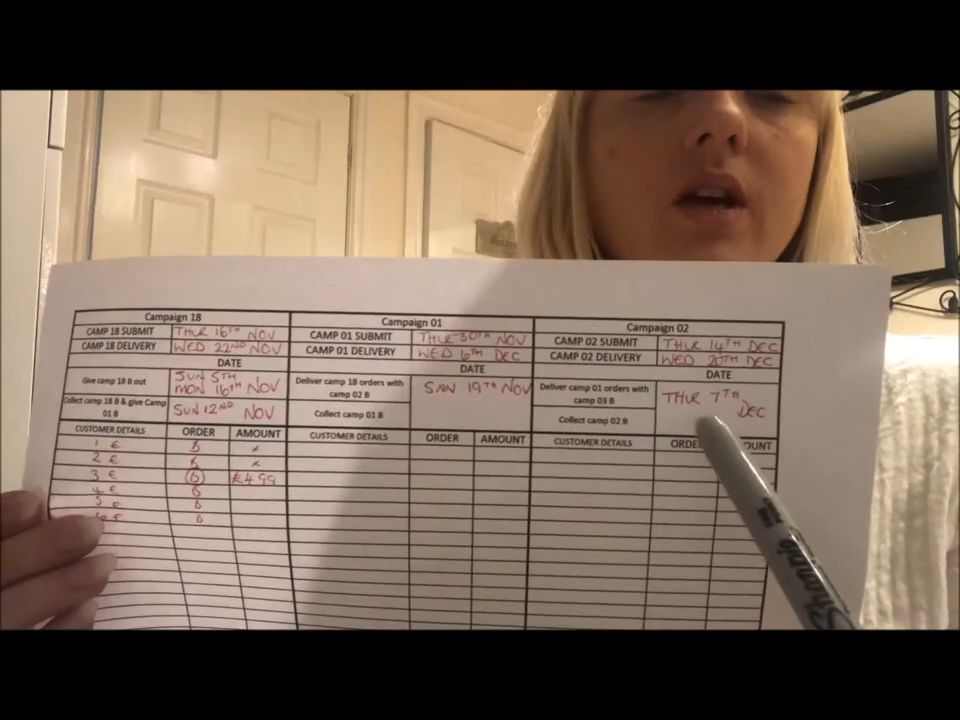 Campaign 18
CAMP 18 SUBMIT THUR 16TH NOV
CAMP 18 DELIVERY WED 22ND NOV
DATE
Give camp 18 B out SUN 5TH
MON 16TH NOV
Collect camp 18 B & give Camp
01 B
SUN 12ND NOV
CUSTOMER DETAILS ORDER AMOUNT
1 € B x
2 € B x
3 € B £4.99
4 € B
5 € B
6 € B
Campaign 01
CAMP 01 SUBMIT THUR 30TH NOV
CAMP 01 DELIVERY WED 6TH DEC
DATE
Deliver camp 18 orders with
camp 02 B
SUN 19TH NOV
Collect camp 01 B
CUSTOMER DETAILS ORDER AMOUNT
Campaign 02
CAMP 02 SUBMIT THUR 14TH DEC
CAMP 02 DELIVERY WED 20TH DEC
DATE
Deliver camp 01 orders with
camp 03 B
THUR 7TH
DEC
Collect camp 02 B
CUSTOMER DETAILS
Sharpie